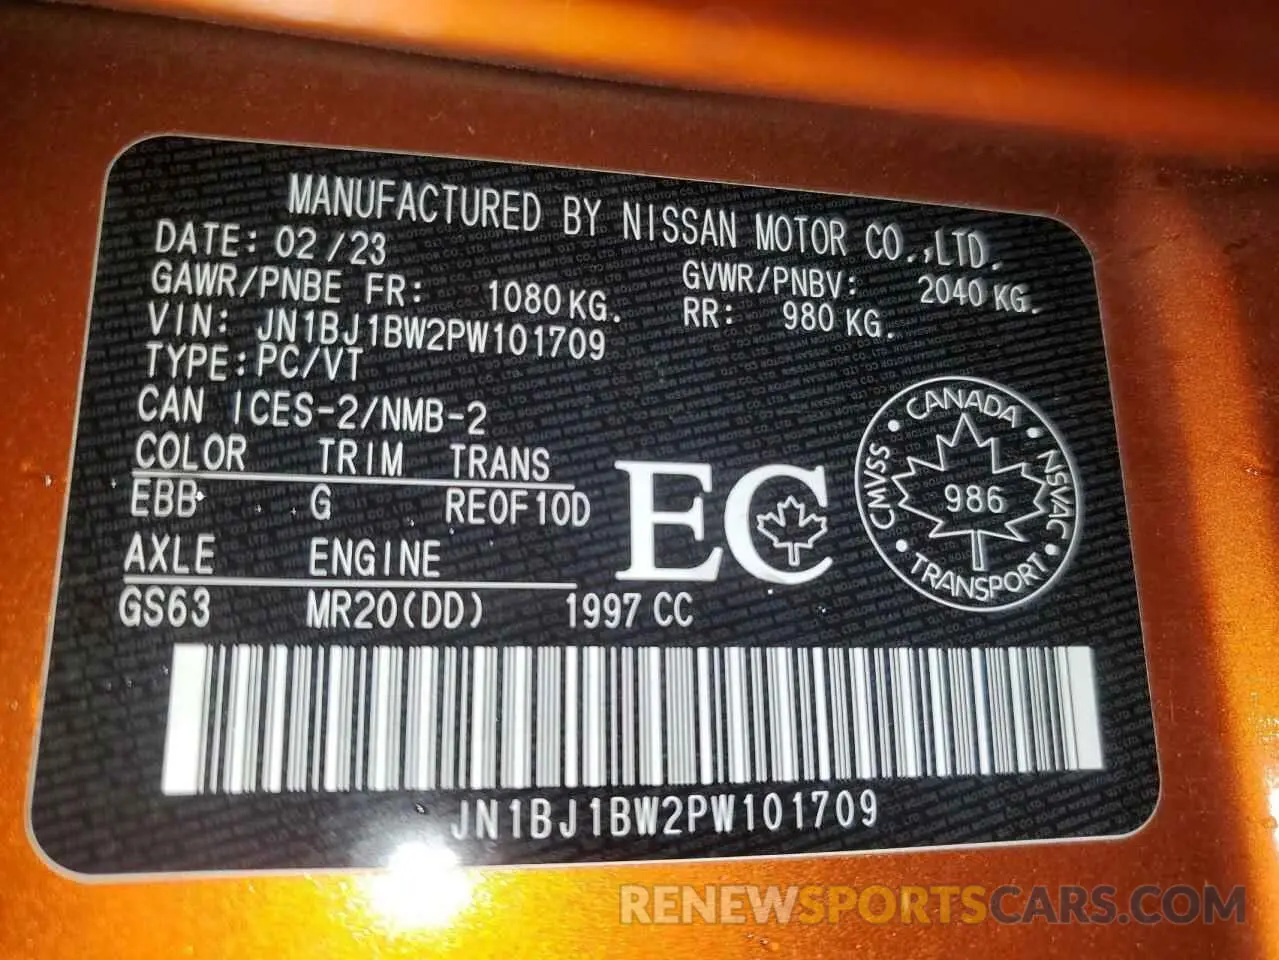 MANUFACTURED BY NISSAN MOTOR CO.,LTD.
DATE: 02/23
GAWR/PNBE FR: 1080 KG. GVWR/PNBV: 2040 KG.
VIN: JN1BJ1BW2PW101709 RR: 980 KG.
TYPE: PC/VT
CAN ICES-2/NMB-2
COLOR TRIM TRANS
EBB G RE0F10D
AXLE ENGINE
GS63 MR20(DD) 1997 CC
EC
CANADA
CMVSS 986 NSVAC
TRANSPORT
JN1BJ1BW2PW101709
RENEWSPORTSCARS.COM